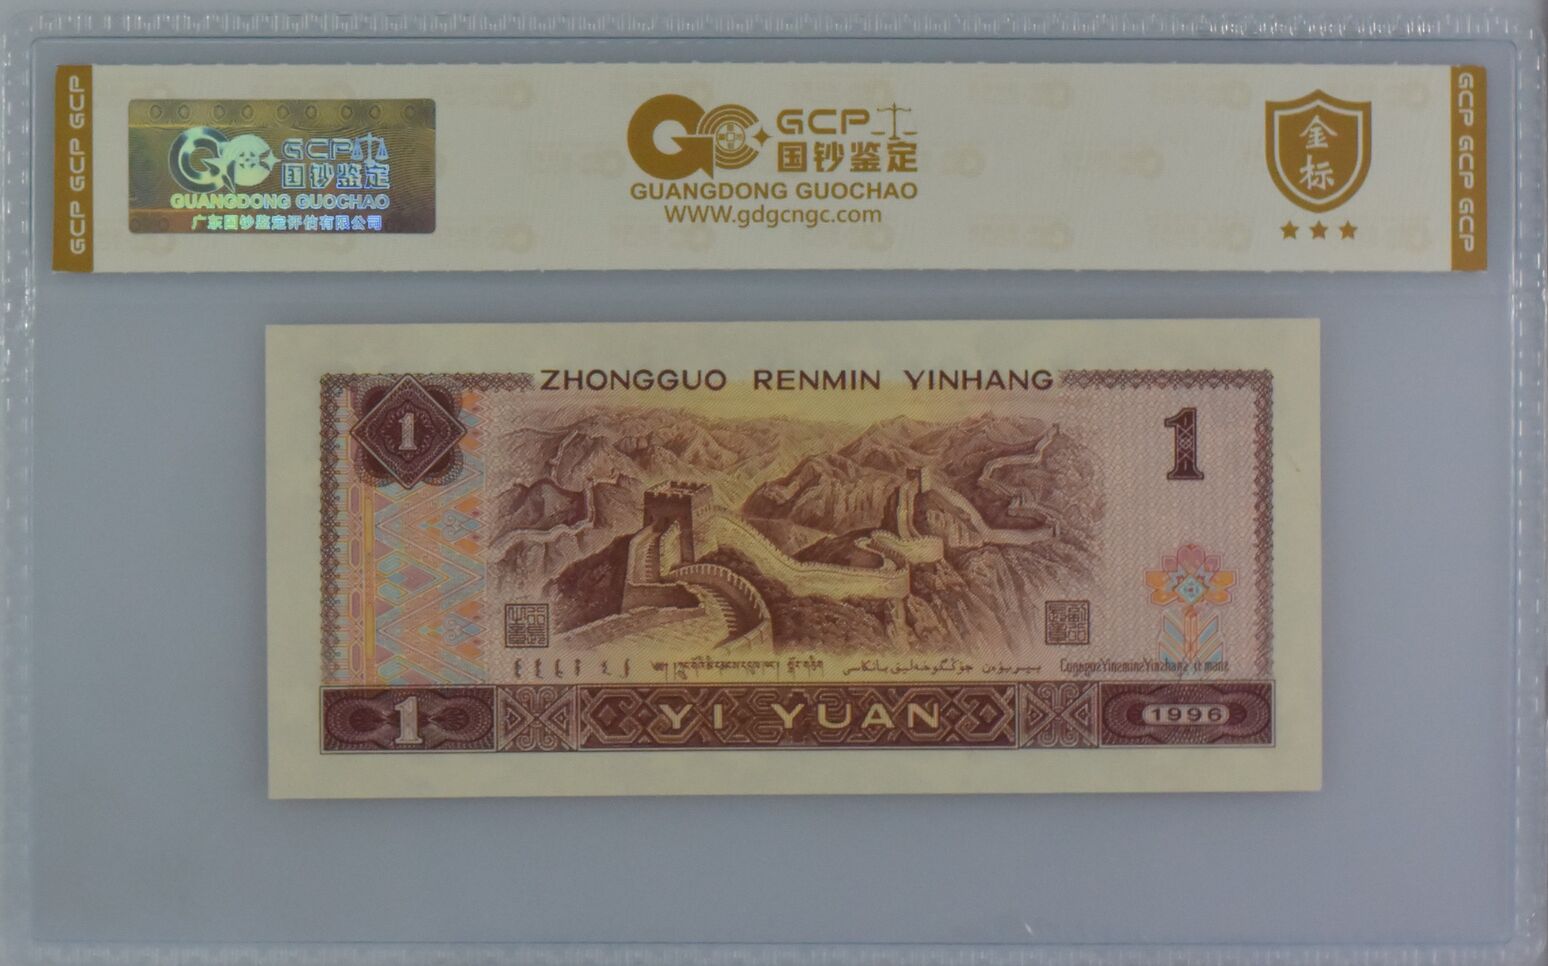 GCP GCP GCP
GCP
国钞鉴定
GUANGDONG GUOCHAO
广东国钞鉴定评估有限公司
GCP
国钞鉴定
GUANGDONG GUOCHAO
WWW.gdgcngc.com
金
标
GCP GCP GCP
ZHONGGUO RENMIN YINHANG
1
1
1
YI YUAN
1996